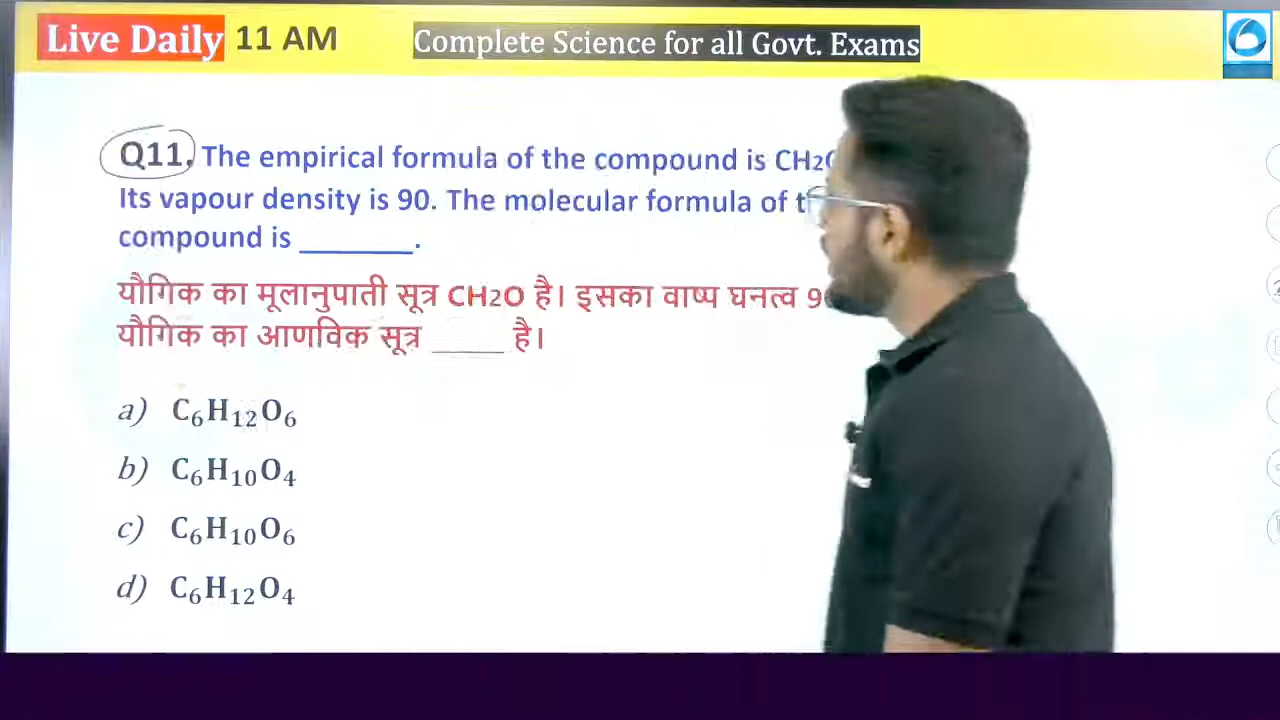 Live Daily 11 AM Complete Science for all Govt. Exams
Q11. The empirical formula of the compound is
Its vapour density is 90. The molecular formula of
compound is ________.
यौगिक का मूलानुपाती सूत्र CH2O है। इसका वाष्प घनत्व
यौगिक का आणविक सूत्र _____ है।
a) C₆H₁₂O₆
b) C₆H₁₀O₄
c) C₆H₁₀O₆
d) C₆H₁₂O₄